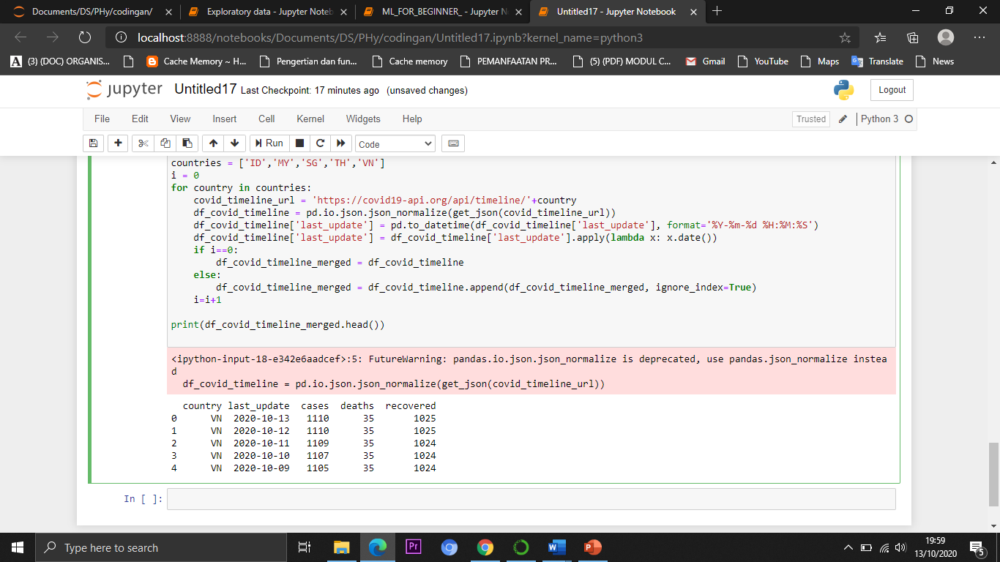 Documents/DS/PHy/codingan/ Exploratory data - Jupyter Noteb ML_FOR_BEGINNER_ - Jupyter N Untitled17 - Jupyter Notebook
localhost:8888/notebooks/Documents/DS/PHy/codingan/Untitled17.ipynb?kernel_name=python3
(3) (DOC) ORGANIS... Cache Memory ~ H... Pengertian dan fun... Cache memory PEMANFAATAN PR... (5) (PDF) MODUL C... Gmail YouTube Maps Translate News
jupyter Untitled17 Last Checkpoint: 17 minutes ago (unsaved changes) Logout
File Edit View Insert Cell Kernel Widgets Help Trusted Python 3
Run Code
countries = ['ID','MY','SG','TH','VN']
i = 0
for country in countries:
    covid_timeline_url = 'https://covid19-api.org/api/timeline/'+country
    df_covid_timeline = pd.io.json.json_normalize(get_json(covid_timeline_url))
    df_covid_timeline['last_update'] = pd.to_datetime(df_covid_timeline['last_update'], format='%Y-%m-%d %H:%M:%S')
    df_covid_timeline['last_update'] = df_covid_timeline['last_update'].apply(lambda x: x.date())
    if i==0:
        df_covid_timeline_merged = df_covid_timeline
    else:
        df_covid_timeline_merged = df_covid_timeline.append(df_covid_timeline_merged, ignore_index=True)
    i=i+1
print(df_covid_timeline_merged.head())
<ipython-input-18-e342e6aadcef>:5: FutureWarning: pandas.io.json.json_normalize is deprecated, use pandas.json_normalize instea
d
  df_covid_timeline = pd.io.json.json_normalize(get_json(covid_timeline_url))
  country last_update  cases  deaths  recovered
0      VN  2020-10-13   1110      35       1025
1      VN  2020-10-12   1110      35       1025
2      VN  2020-10-11   1109      35       1024
3      VN  2020-10-10   1107      35       1024
4      VN  2020-10-09   1105      35       1024
In [ ]:
Type here to search Pr 19:59
13/10/2020 5